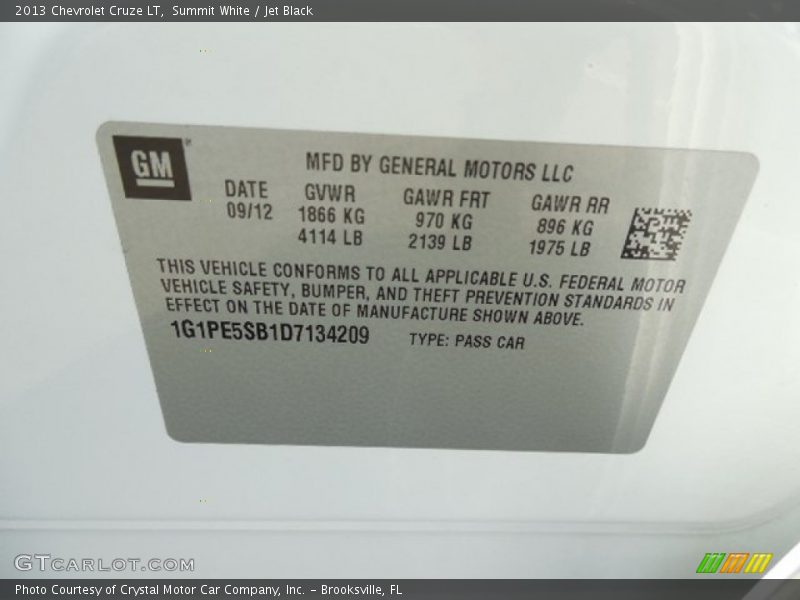 2013 Chevrolet Cruze LT,  Summit White / Jet Black
GM
MFD BY GENERAL MOTORS LLC
DATE GVWR GAWR FRT GAWR RR
09/12 1866 KG 970 KG 896 KG
4114 LB 2139 LB 1975 LB
THIS VEHICLE CONFORMS TO ALL APPLICABLE U.S. FEDERAL MOTOR
VEHICLE SAFETY, BUMPER, AND THEFT PREVENTION STANDARDS IN
EFFECT ON THE DATE OF MANUFACTURE SHOWN ABOVE.
1G1PE5SB1D7134209 TYPE: PASS CAR
GTCARLOT.COM
Photo Courtesy of Crystal Motor Car Company, Inc. – Brooksville, FL